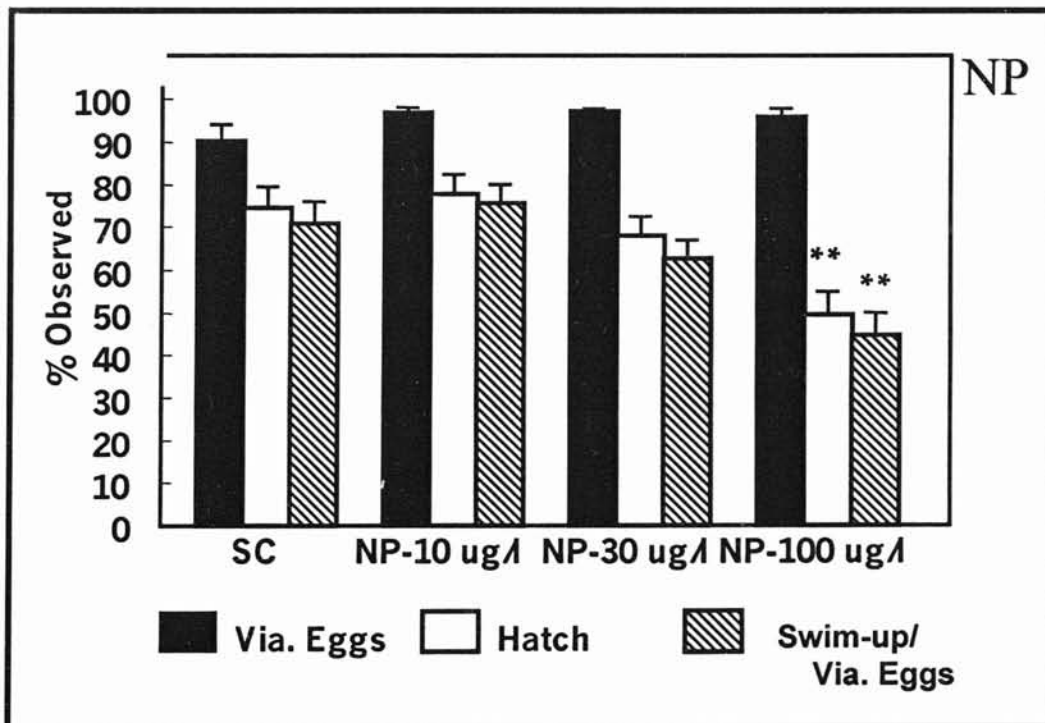 NP
% Observed
100
90
80
70
60
50
40
30
20
10
0
**
**
SC NP-10 ug/l NP-30 ug/l NP-100 ug/l
Via. Eggs Hatch Swim-up/
Via. Eggs